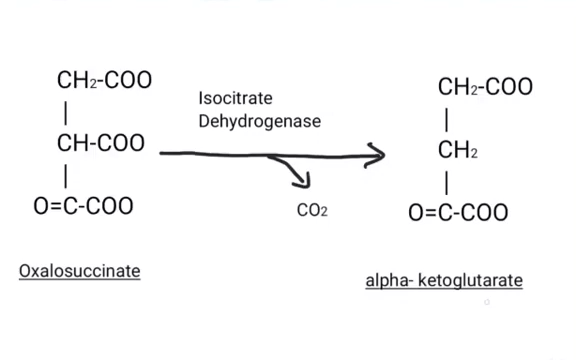 CH₂-COO
|
CH-COO
|
O=C-COO
Oxalosuccinate
Isocitrate
Dehydrogenase
CO₂
CH₂-COO
|
CH₂
|
O=C-COO
alpha- ketoglutarate